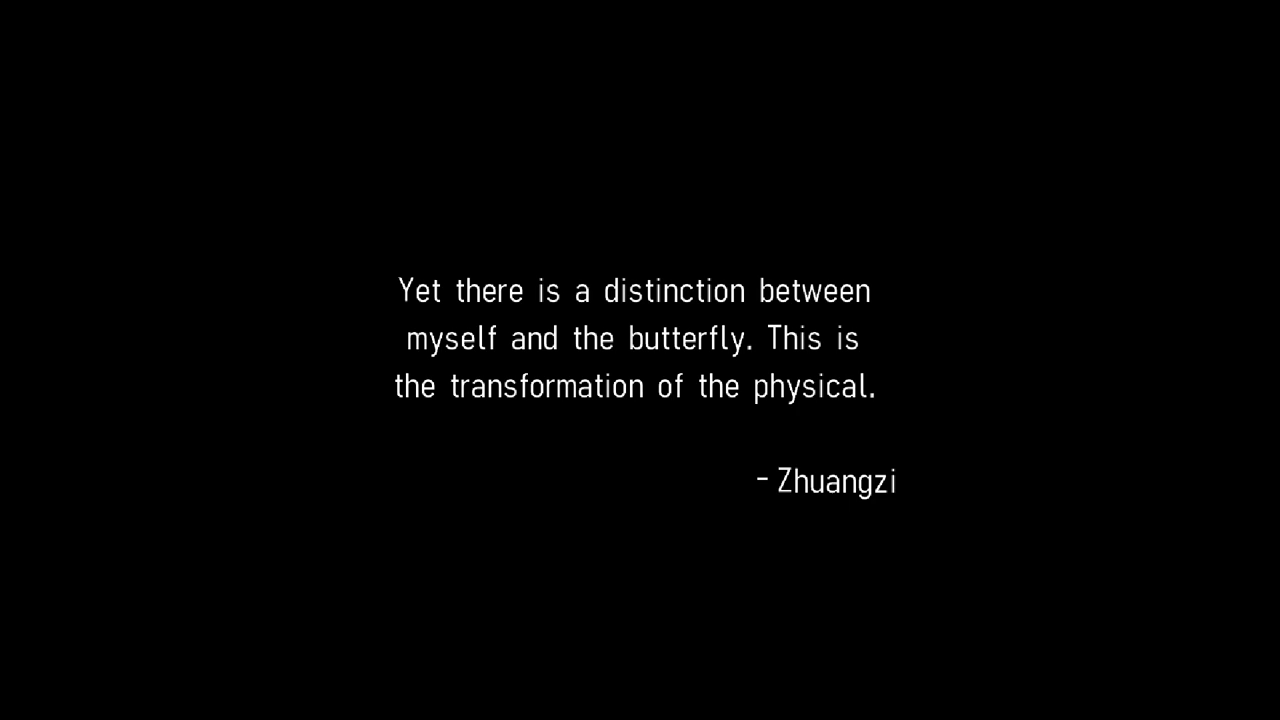 Yet there is a distinction between
myself and the butterfly. This is
the transformation of the physical.
- Zhuangzi